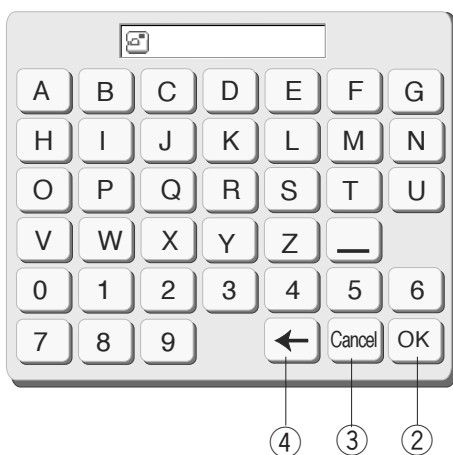 A B C D E F G
H I J K L M N
O P Q R S T U
V W X Y Z _
0 1 2 3 4 5 6
7 8 9 ← Cancel OK
④ ③ ②